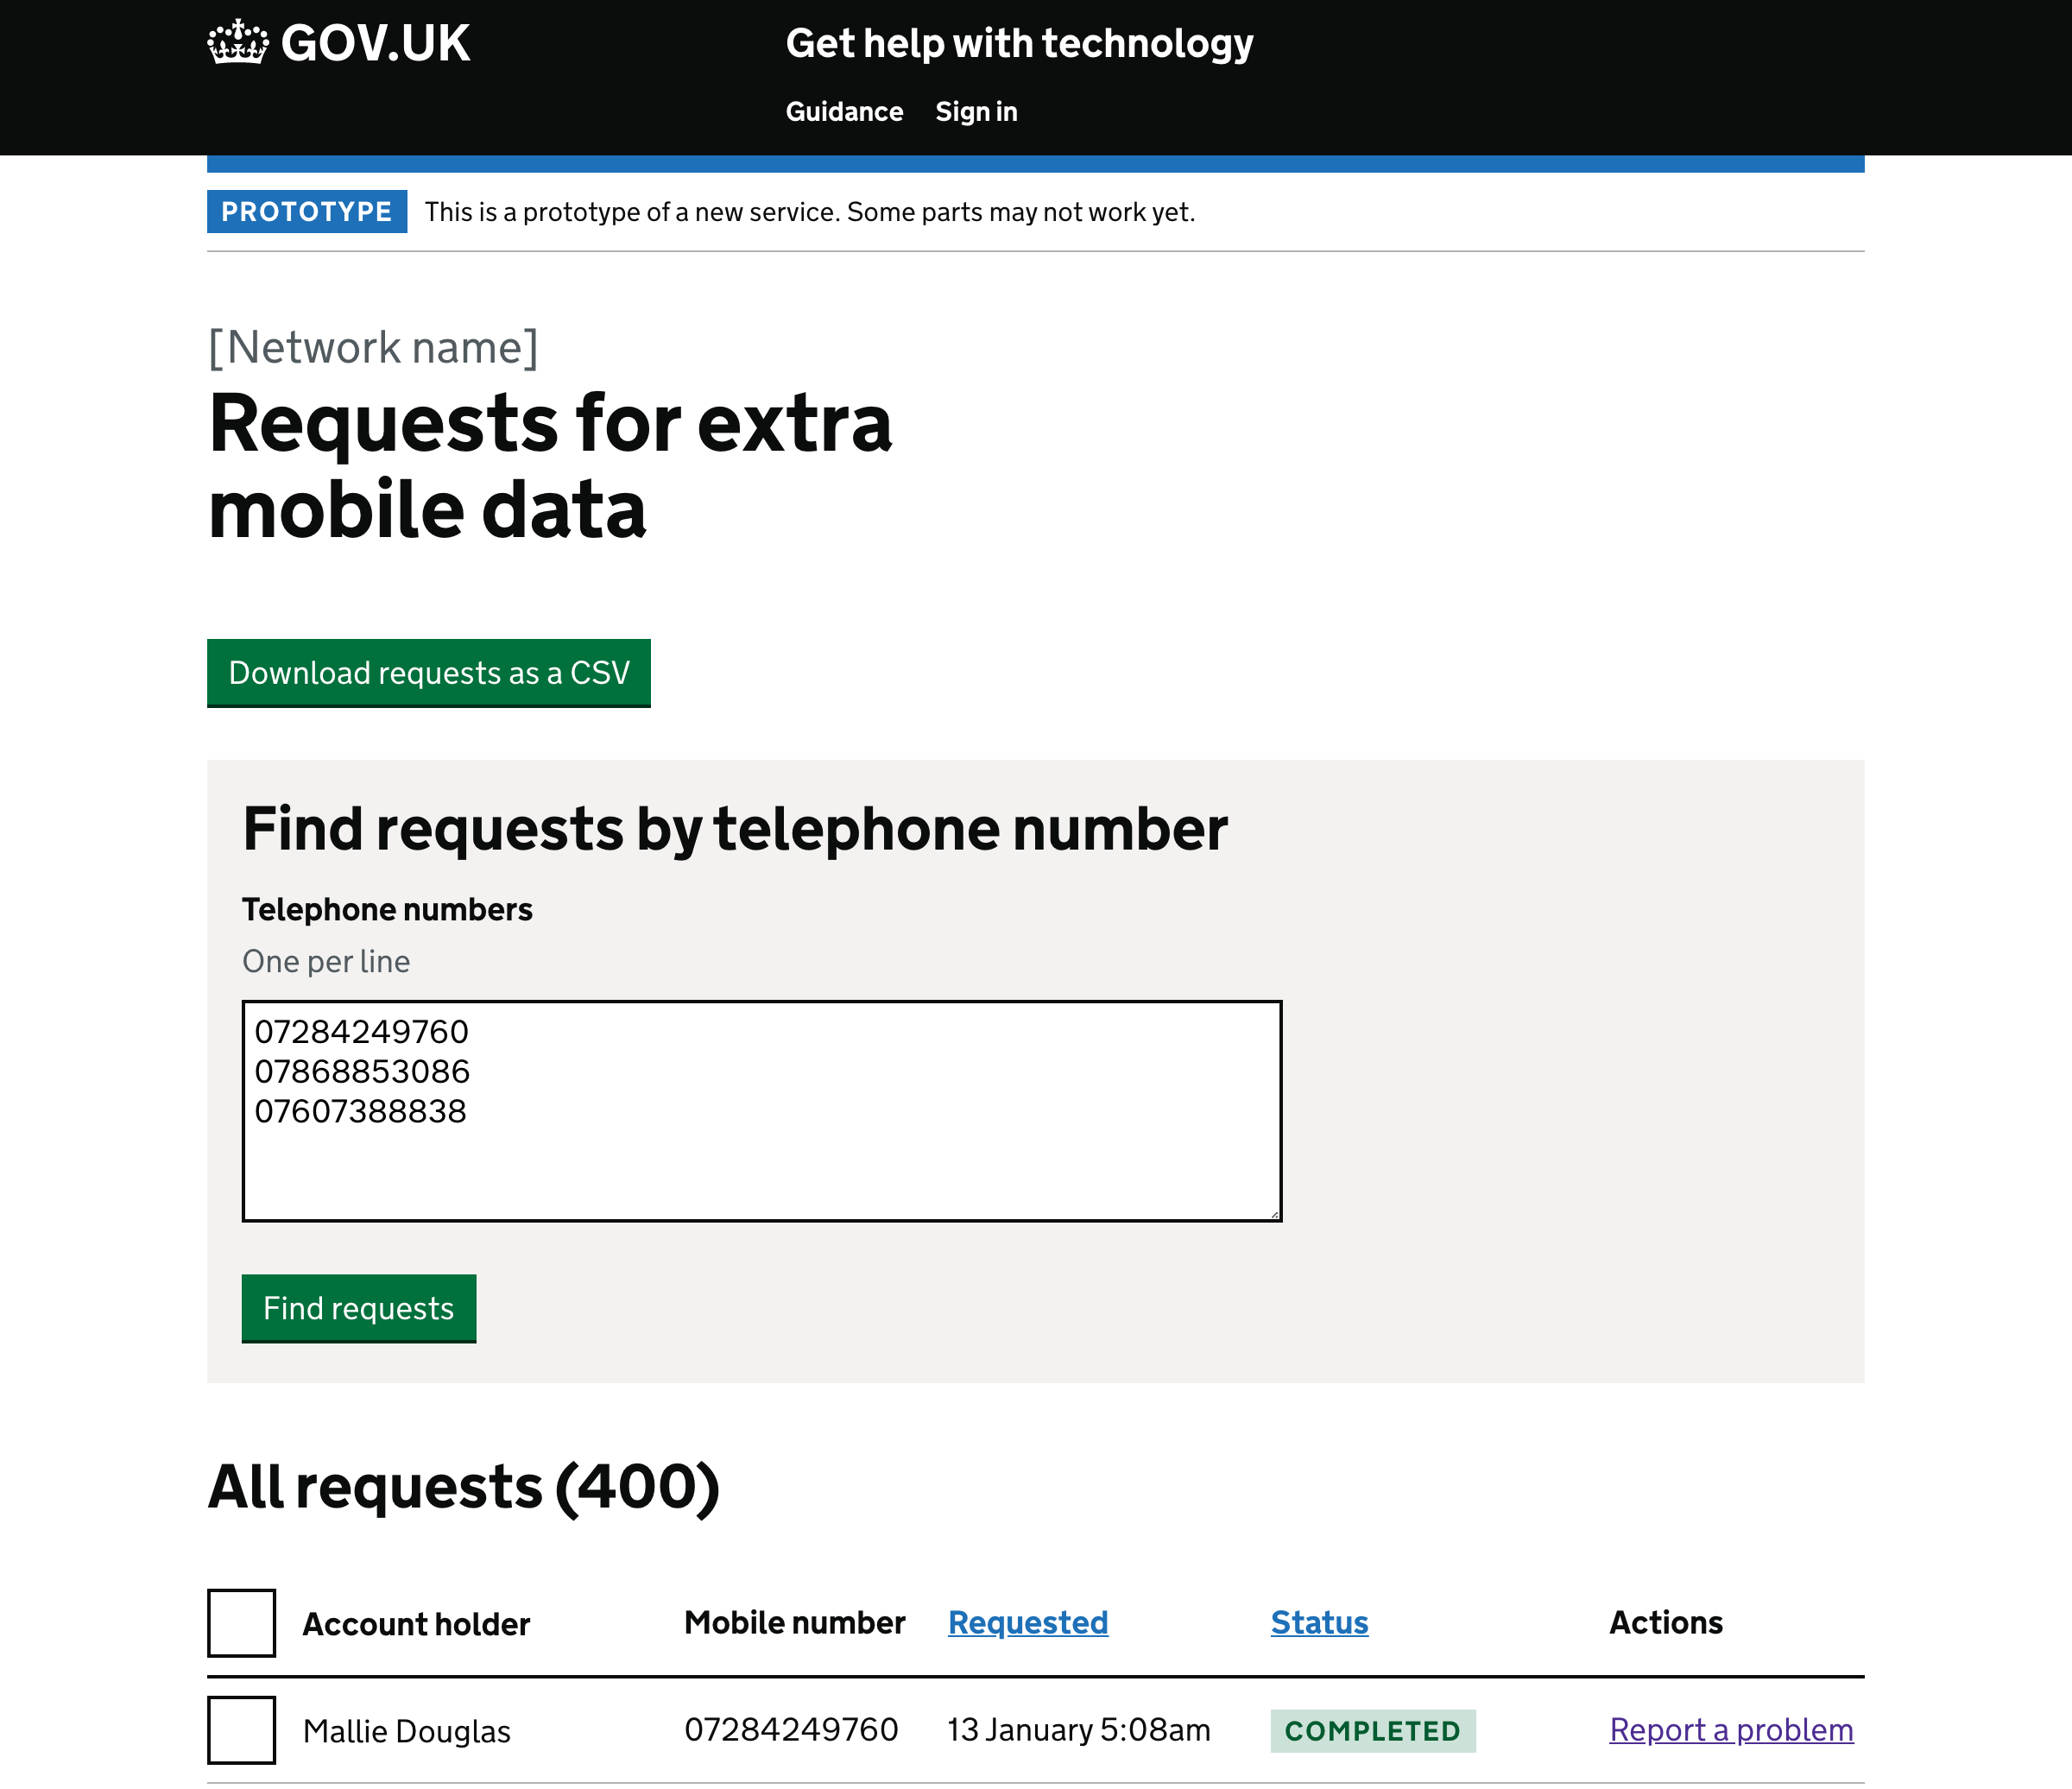 GOV.UK
Get help with technology
Guidance Sign in
PROTOTYPE This is a prototype of a new service. Some parts may not work yet.
[Network name]
Requests for extra
mobile data
Download requests as a CSV
Find requests by telephone number
Telephone numbers
One per line
07284249760
07868853086
07607388838
Find requests
All requests (400)
Account holder Mobile number Requested Status Actions
Mallie Douglas 07284249760 13 January 5:08am COMPLETED Report a problem